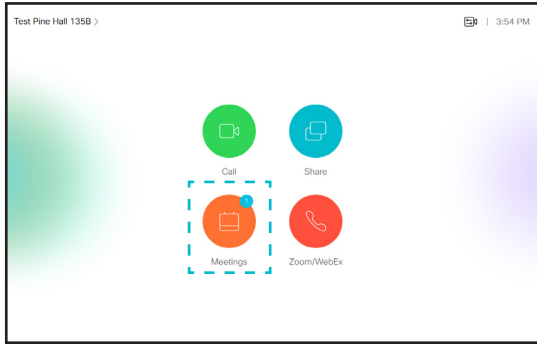 Test Pine Hall 135B >
3:54 PM
Call
Share
1
Meetings
Zoom/WebEx